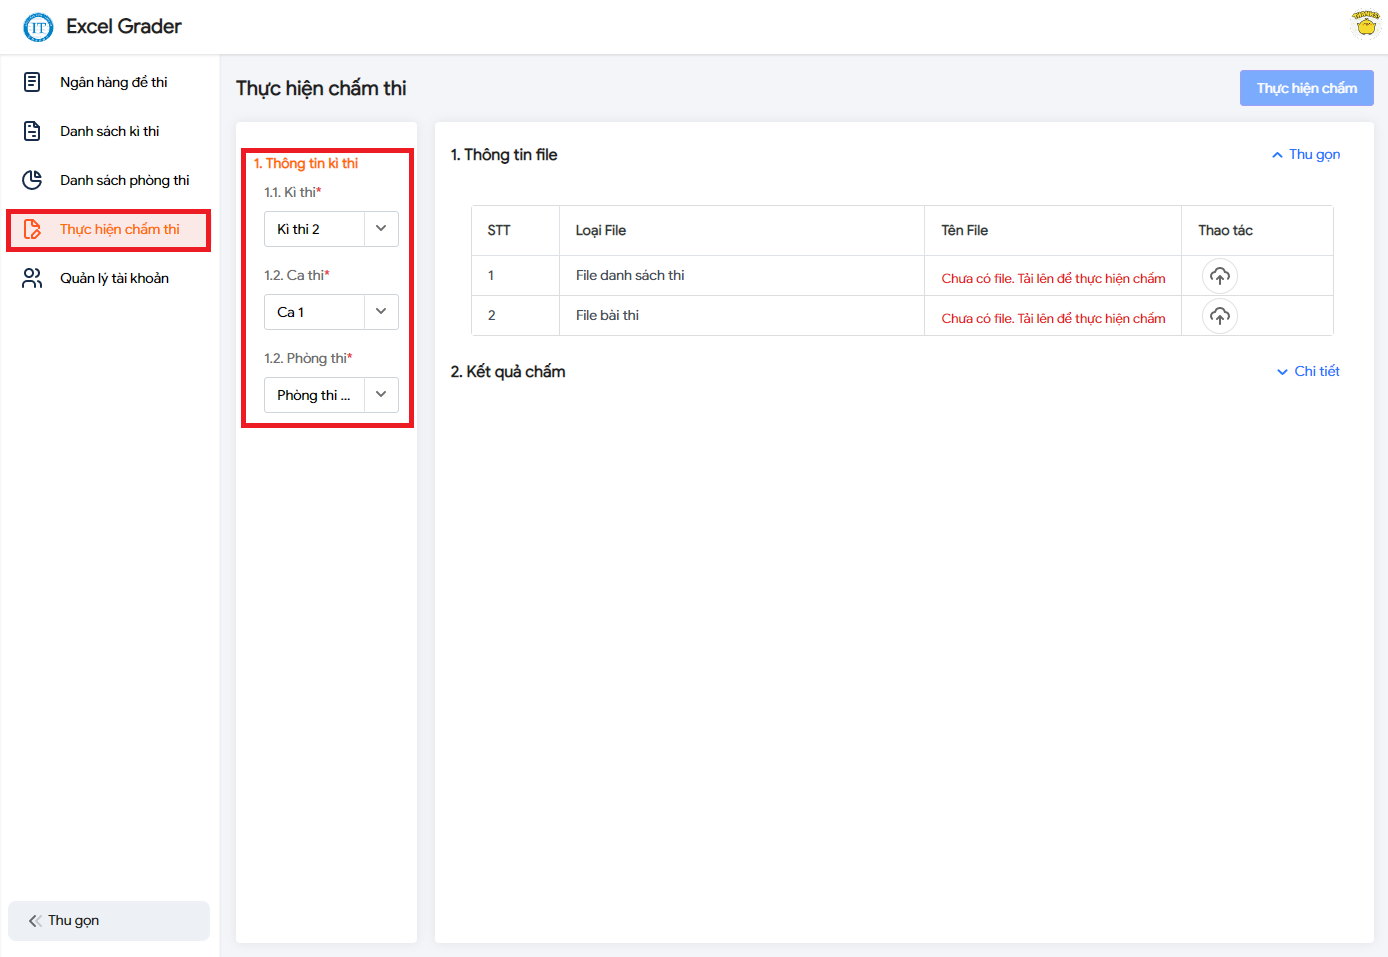 IT
Excel Grader
THANKS!
Ngân hàng đề thi
Danh sách kì thi
Danh sách phòng thi
Thực hiện chấm thi
Quản lý tài khoản
Thu gọn
Thực hiện chấm thi
Thực hiện chấm
1. Thông tin kì thi
1.1. Kì thi*
Kì thi 2
1.2. Ca thi*
Ca 1
1.2. Phòng thi*
Phòng thi ...
1. Thông tin file
Thu gọn
STT Loại File Tên File Thao tác
1 File danh sách thi Chưa có file. Tải lên để thực hiện chấm
2 File bài thi Chưa có file. Tải lên để thực hiện chấm
2. Kết quả chấm
Chi tiết